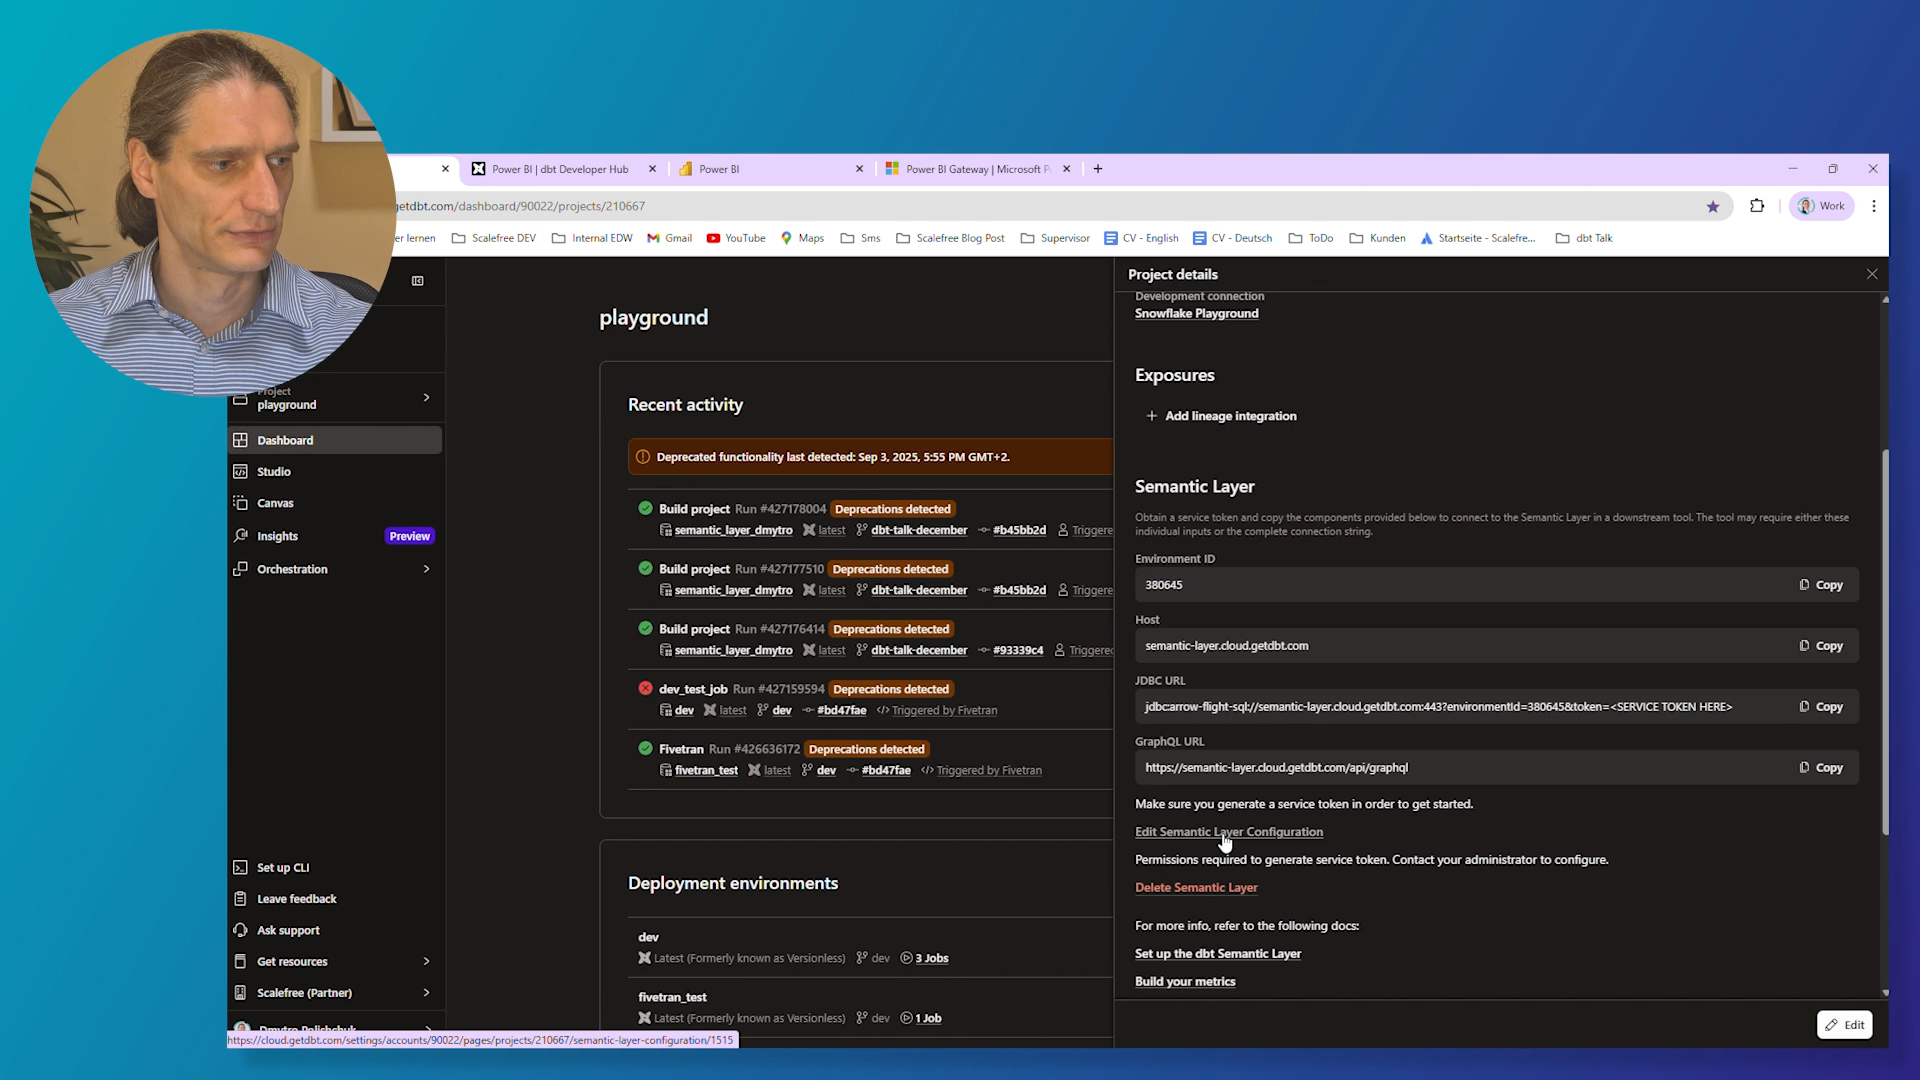 Power BI | dbt Developer Hub
Power BI
Power BI Gateway | Microsoft P
getdbt.com/dashboard/90022/projects/210667
Work
er lernen
Scalefree DEV
Internal EDW
Gmail
YouTube
Maps
Sms
Scalefree Blog Post
Supervisor
CV - English
CV - Deutsch
ToDo
Kunden
Startseite - Scalefre...
dbt Talk
Project
playground
Dashboard
Studio
Canvas
Insights
Preview
Orchestration
Set up CLI
Leave feedback
Ask support
Get resources
Scalefree (Partner)
Dmytro Polishchuk
https://cloud.getdbt.com/settings/accounts/90022/pages/projects/210667/semantic-layer-configuration/1515
playground
Recent activity
Deprecated functionality last detected: Sep 3, 2025, 5:55 PM GMT+2.
Build project Run #427178004 Deprecations detected
semantic_layer_dmytro latest dbt-talk-december #b45bb2d Triggere
Build project Run #427177510 Deprecations detected
semantic_layer_dmytro latest dbt-talk-december #b45bb2d Triggere
Build project Run #427176414 Deprecations detected
semantic_layer_dmytro latest dbt-talk-december #93339c4 Triggered
dev_test_job Run #427159594 Deprecations detected
dev latest dev #bd47fae Triggered by Fivetran
Fivetran Run #426636172 Deprecations detected
fivetran_test latest dev #bd47fae Triggered by Fivetran
Deployment environments
dev
Latest (Formerly known as Versionless) dev 3 Jobs
fivetran_test
Latest (Formerly known as Versionless) dev 1 Job
Project details
Development connection
Snowflake Playground
Exposures
+ Add lineage integration
Semantic Layer
Obtain a service token and copy the components provided below to connect to the Semantic Layer in a downstream tool. The tool may require either these
individual inputs or the complete connection string.
Environment ID
380645 Copy
Host
semantic-layer.cloud.getdbt.com Copy
JDBC URL
jdbc:arrow-flight-sql://semantic-layer.cloud.getdbt.com:443?environmentId=380645&token=<SERVICE TOKEN HERE> Copy
GraphQL URL
https://semantic-layer.cloud.getdbt.com/api/graphql Copy
Make sure you generate a service token in order to get started.
Edit Semantic Layer Configuration
Permissions required to generate service token. Contact your administrator to configure.
Delete Semantic Layer
For more info, refer to the following docs:
Set up the dbt Semantic Layer
Build your metrics
Edit